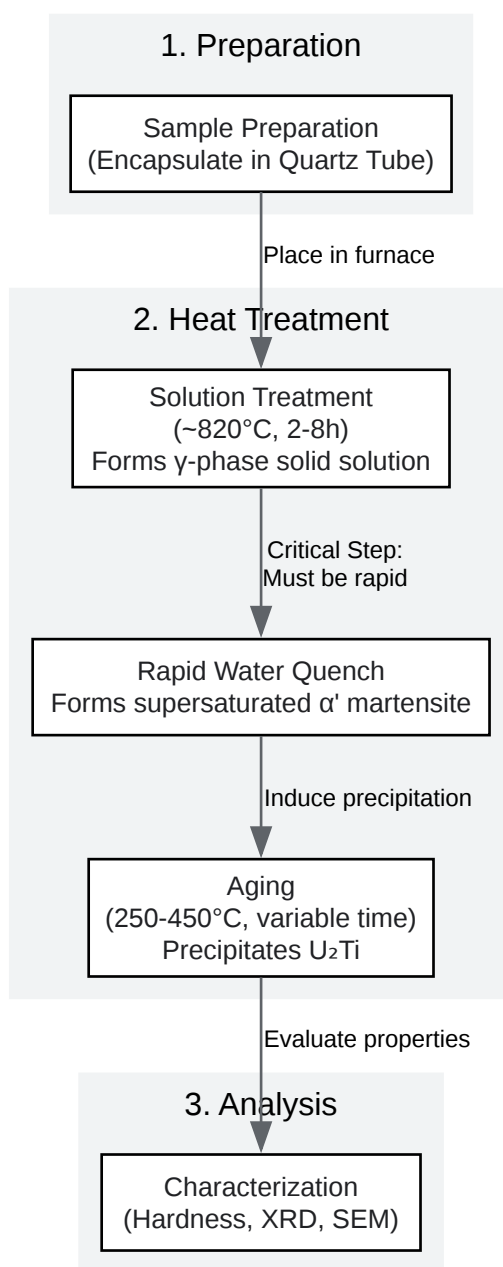 1. Preparation
Sample Preparation
(Encapsulate in Quartz Tube)
Place in furnace
2. Heat Treatment
Solution Treatment
(~820°C, 2-8h)
Forms γ-phase solid solution
Critical Step:
Must be rapid
Rapid Water Quench
Forms supersaturated α' martensite
Induce precipitation
Aging
(250-450°C, variable time)
Precipitates U₂Ti
Evaluate properties
3. Analysis
Characterization
(Hardness, XRD, SEM)